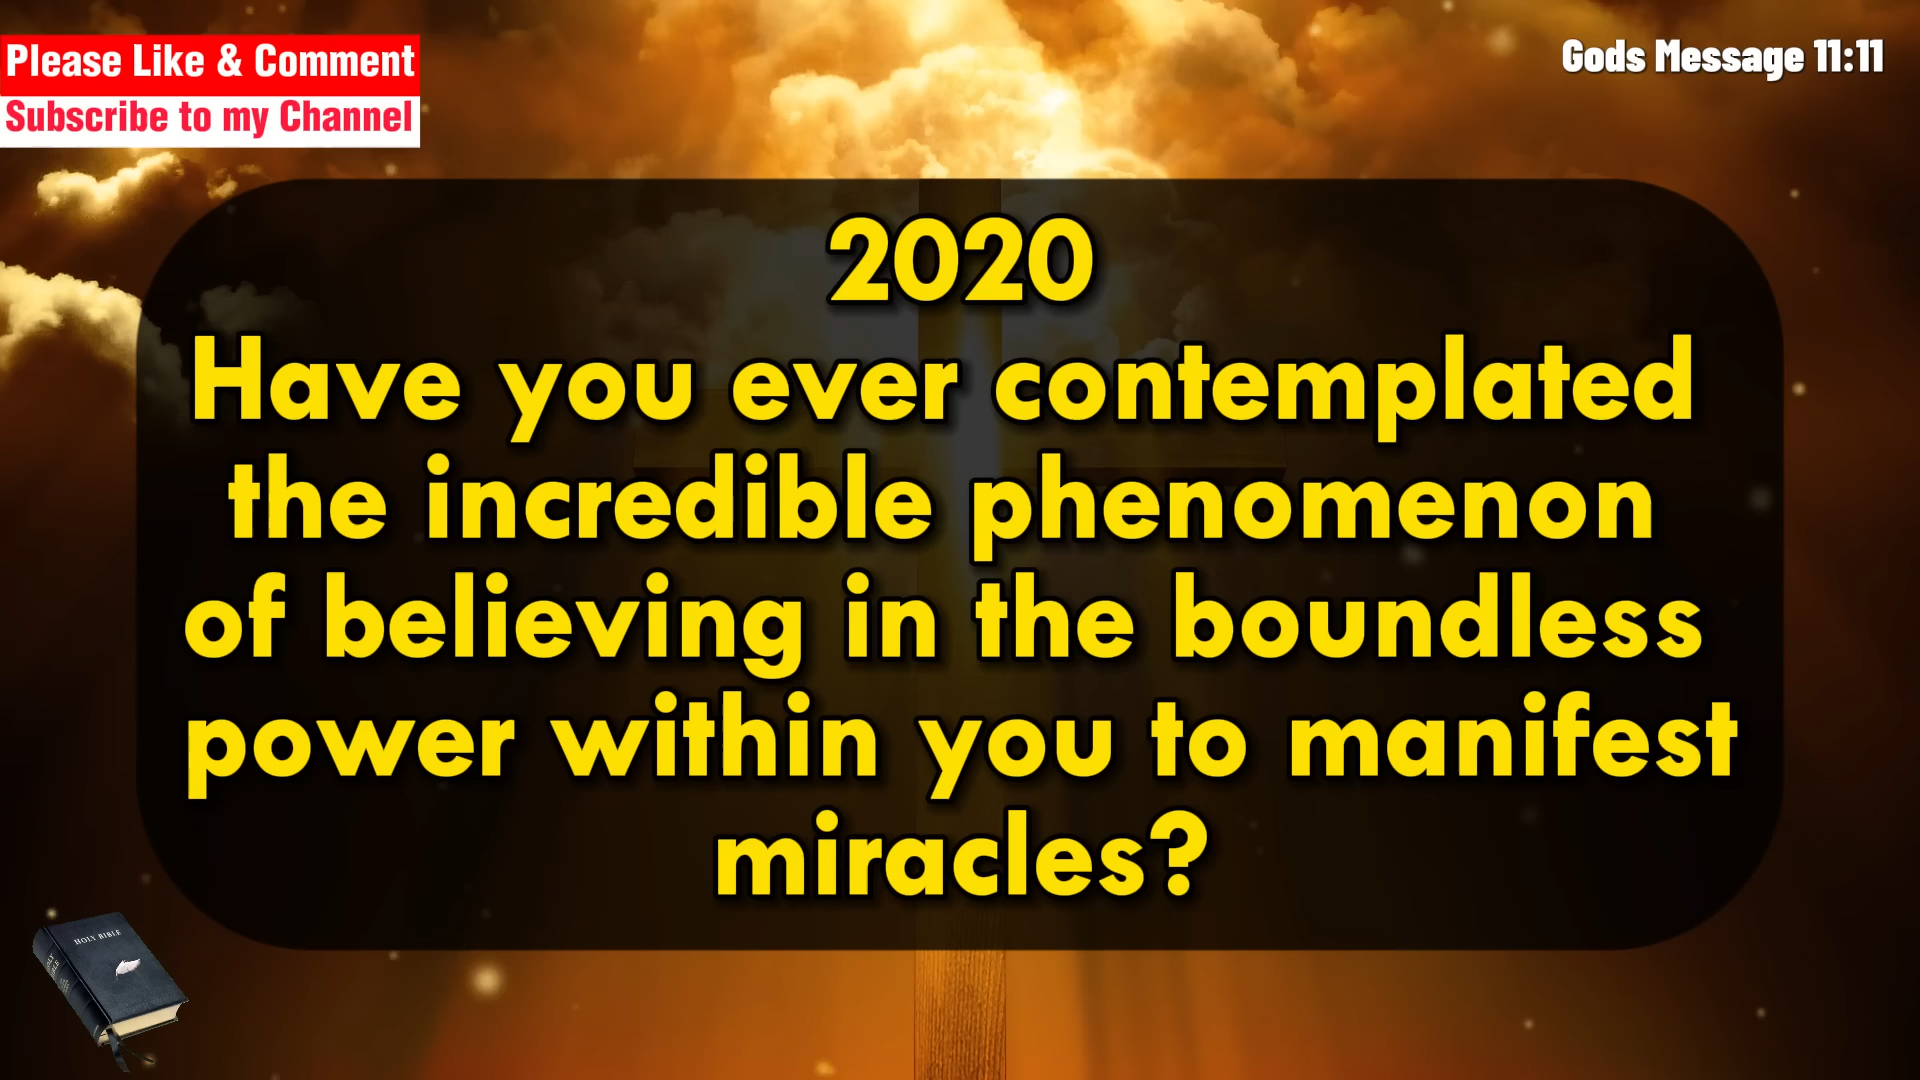 Please Like & Comment
Subscribe to my Channel
Gods Message 11:11
2020
Have you ever contemplated
the incredible phenomenon
of believing in the boundless
power within you to manifest
miracles?
HOLY BIBLE